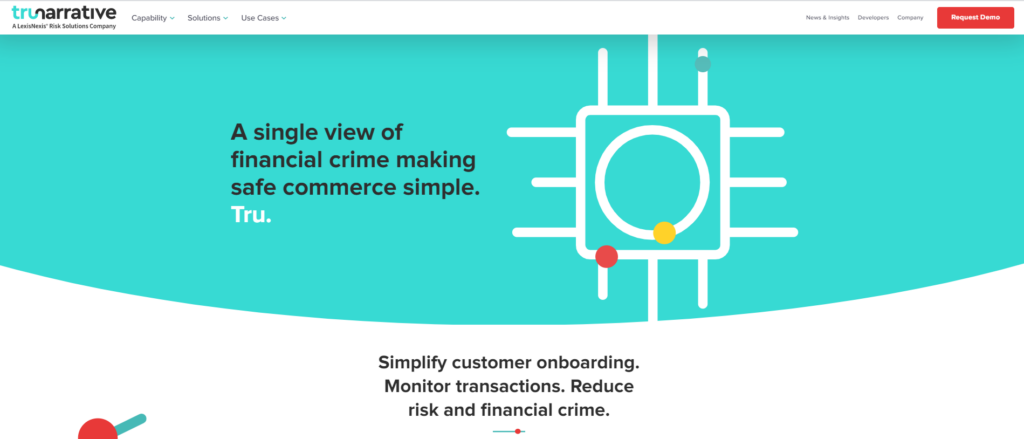 trunarrative
A LexisNexis® Risk Solutions Company
Capability
Solutions
Use Cases
News & Insights
Developers
Company
Request Demo
A single view of
financial crime making
safe commerce simple.
Tru.
Simplify customer onboarding.
Monitor transactions. Reduce
risk and financial crime.